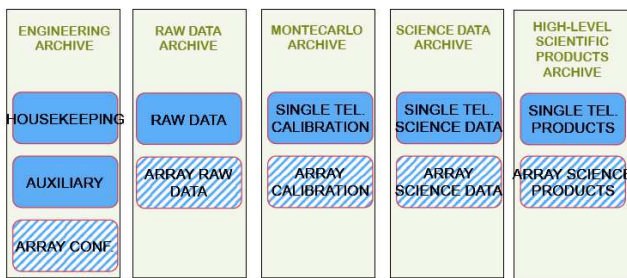 ENGINEERING
ARCHIVE
HOUSEKEEPING
AUXILIARY
ARRAY CONF.
RAW DATA
ARCHIVE
RAW DATA
ARRAY RAW
DATA
MONTECARLO
ARCHIVE
SINGLE TEL.
CALIBRATION
ARRAY
CALIBRATION
SCIENCE DATA
ARCHIVE
SINGLE TEL.
SCIENCE DATA
ARRAY
SCIENCE DATA
HIGH-LEVEL
SCIENTIFIC
PRODUCTS
ARCHIVE
SINGLE TEL.
PRODUCTS
ARRAY SCIENCE
PRODUCTS